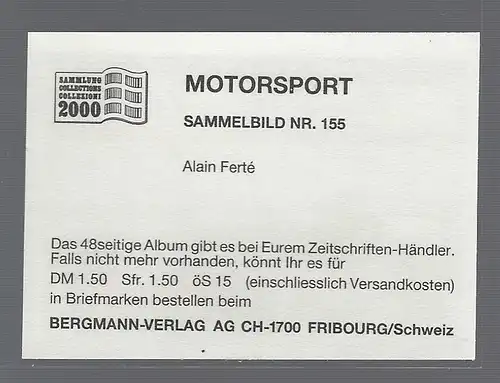 SAMMLUNG
COLLECTIONS
COLLEZIONI
2000
MOTORSPORT
SAMMELBILD NR. 155
Alain Ferté
Das 48seitige Album gibt es bei Eurem Zeitschriften-Händler.
Falls nicht mehr vorhanden, könnt Ihr es für
DM 1.50 Sfr. 1.50 öS 15 (einschliesslich Versandkosten)
in Briefmarken bestellen beim
BERGMANN-VERLAG AG CH-1700 FRIBOURG/Schweiz